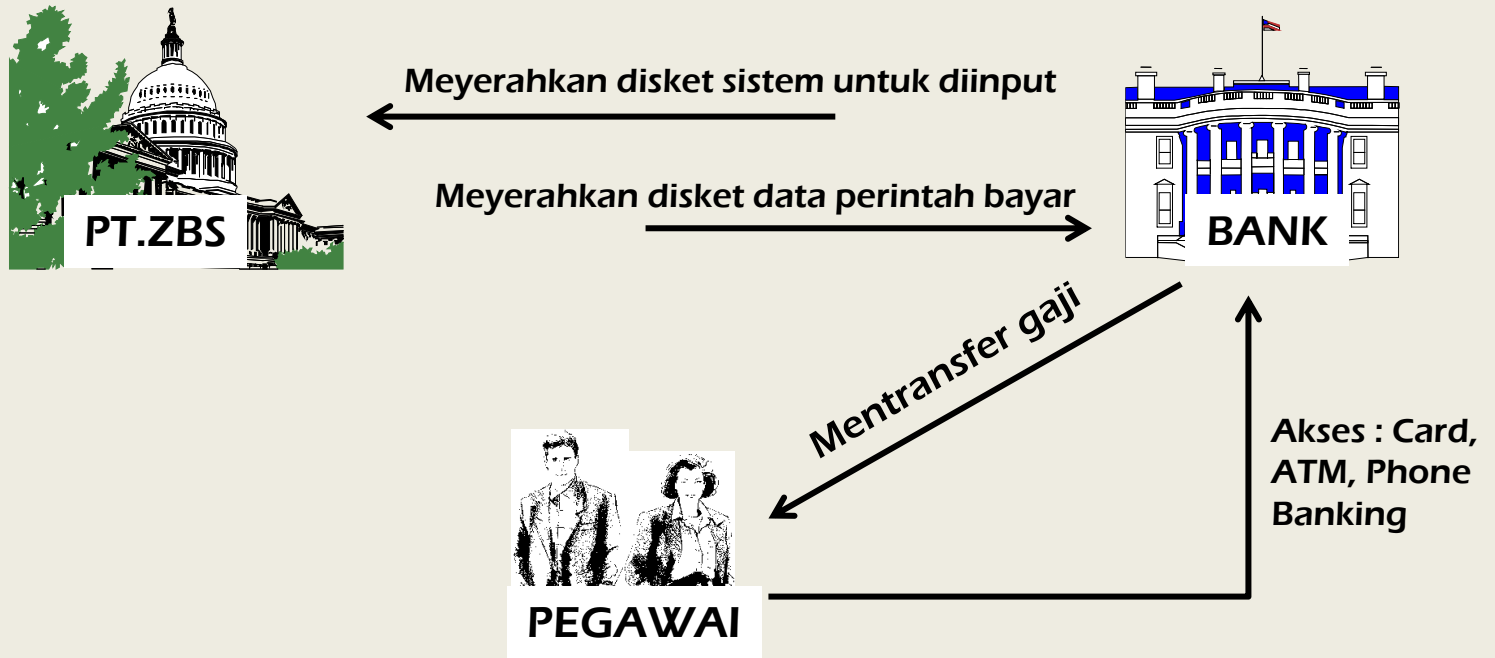 Meyerahkan disket sistem untuk diinput
Meyerahkan disket data perintah bayar
PT.ZBS
BANK
Mentransfer gaji
Akses : Card,
ATM, Phone
Banking
PEGAWAI